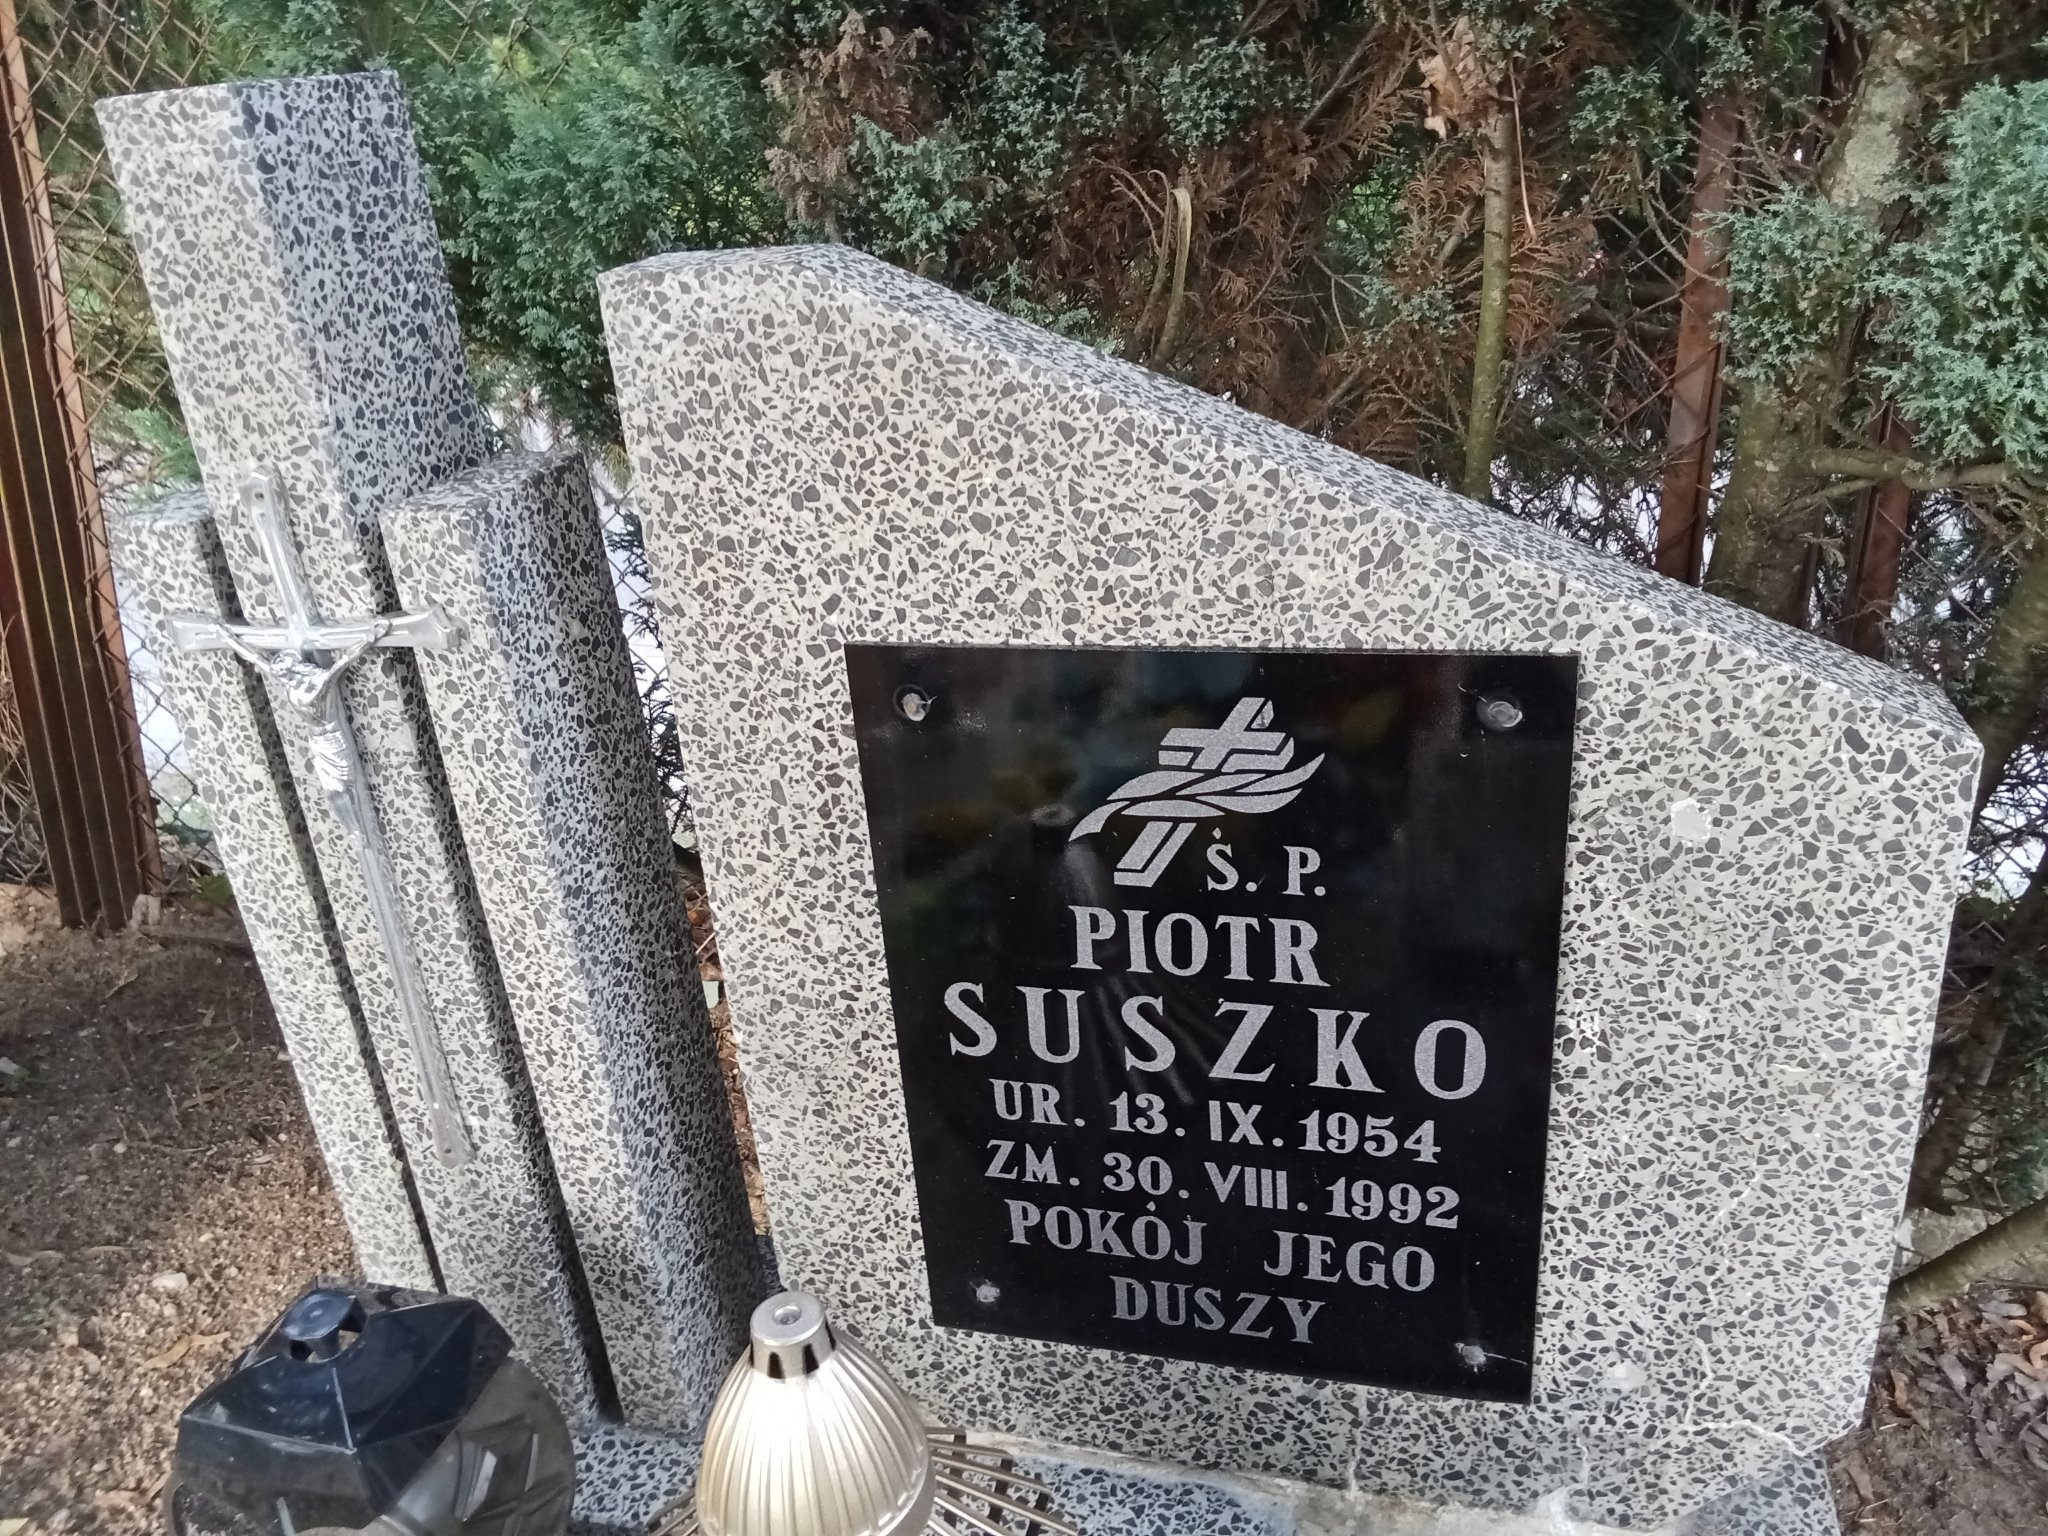 Ś. P.
PIOTR
SUSZKO
UR. 13. IX. 1954
ZM. 30. VIII. 1992
POKÓJ JEGO
DUSZY